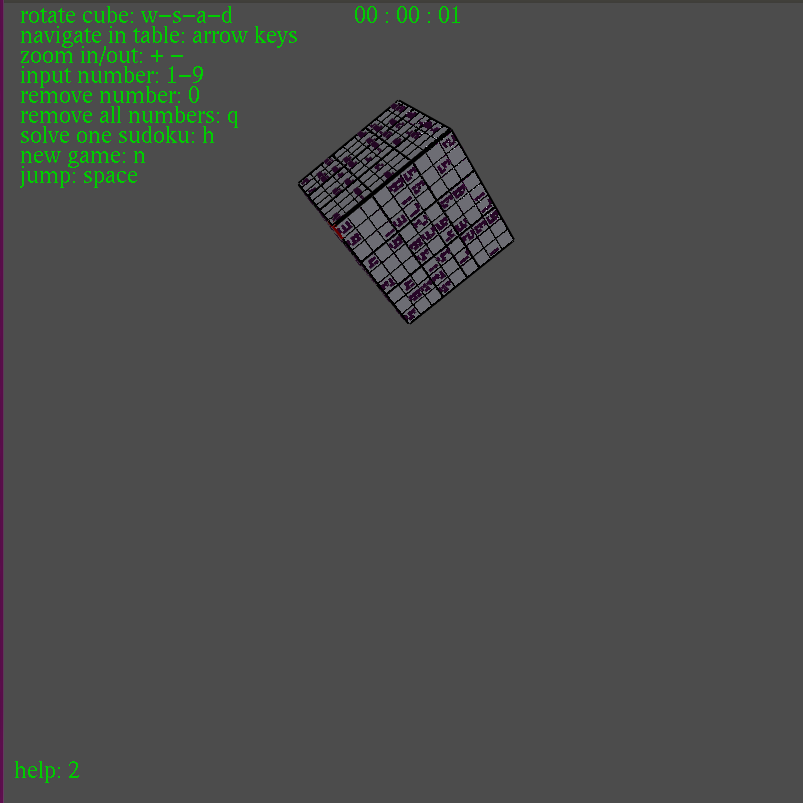 rotate cube: w-s-a-d
00 : 00 : 01
navigate in table: arrow keys
zoom in/out: + -
input number: 1-9
remove number: 0
remove all numbers: q
solve one sudoku: h
new game: n
jump: space
help: 2